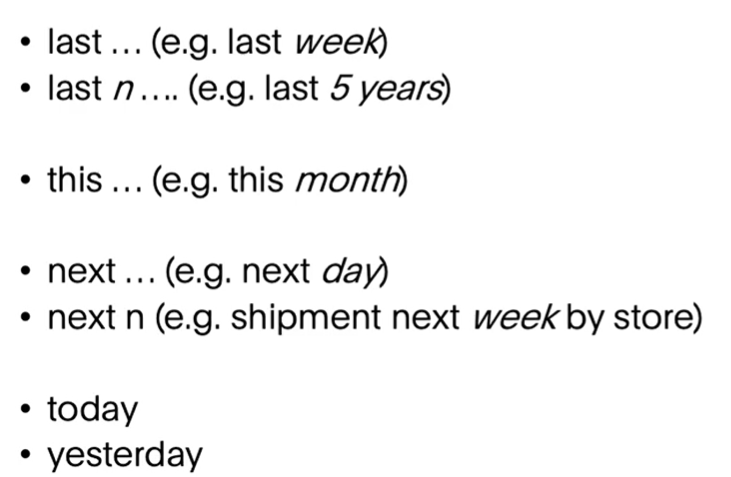 • last ... (e.g. last week)
• last n .... (e.g. last 5 years)
• this ... (e.g. this month)
• next ... (e.g. next day)
• next n (e.g. shipment next week by store)
• today
• yesterday